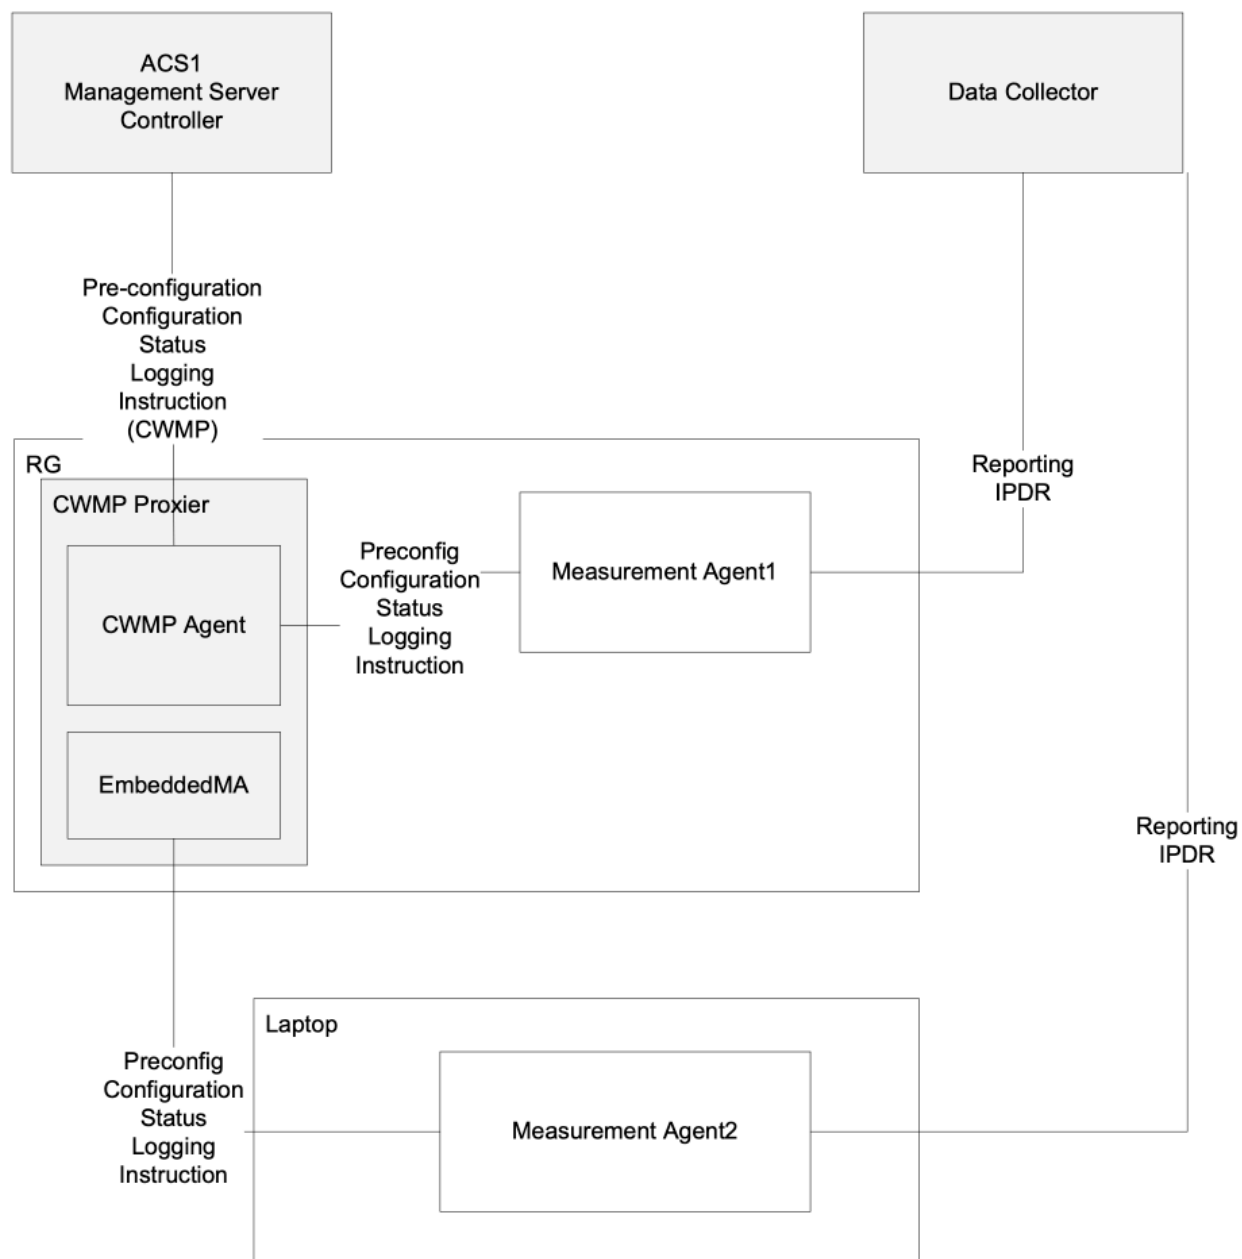 ACS1
Management Server
Controller
Data Collector
Pre-configuration
Configuration
Status
Logging
Instruction
(CWMP)
RG
CWMP Proxier
CWMP Agent
Preconfig
Configuration
Status
Logging
Instruction
Measurement Agent1
Reporting
IPDR
EmbeddedMA
Reporting
IPDR
Laptop
Preconfig
Configuration
Status
Logging
Instruction
Measurement Agent2